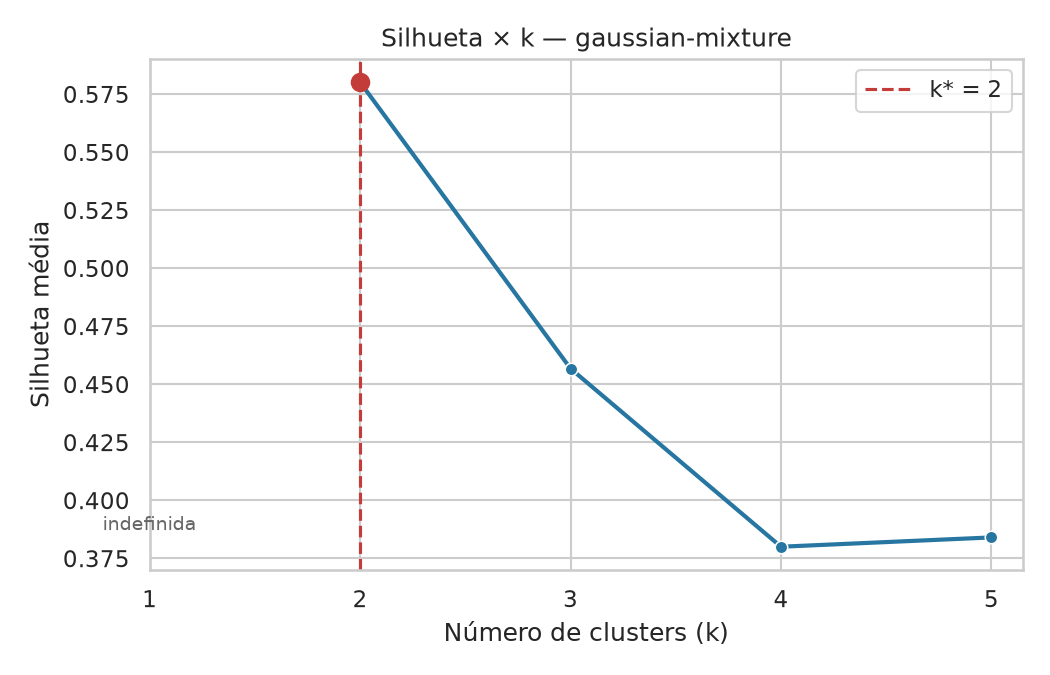 Silhueta × k — gaussian-mixture
k* = 2
Silhueta média
0.575
0.550
0.525
0.500
0.475
0.450
0.425
0.400
0.375
indefinida
1 2 3 4 5
Número de clusters (k)